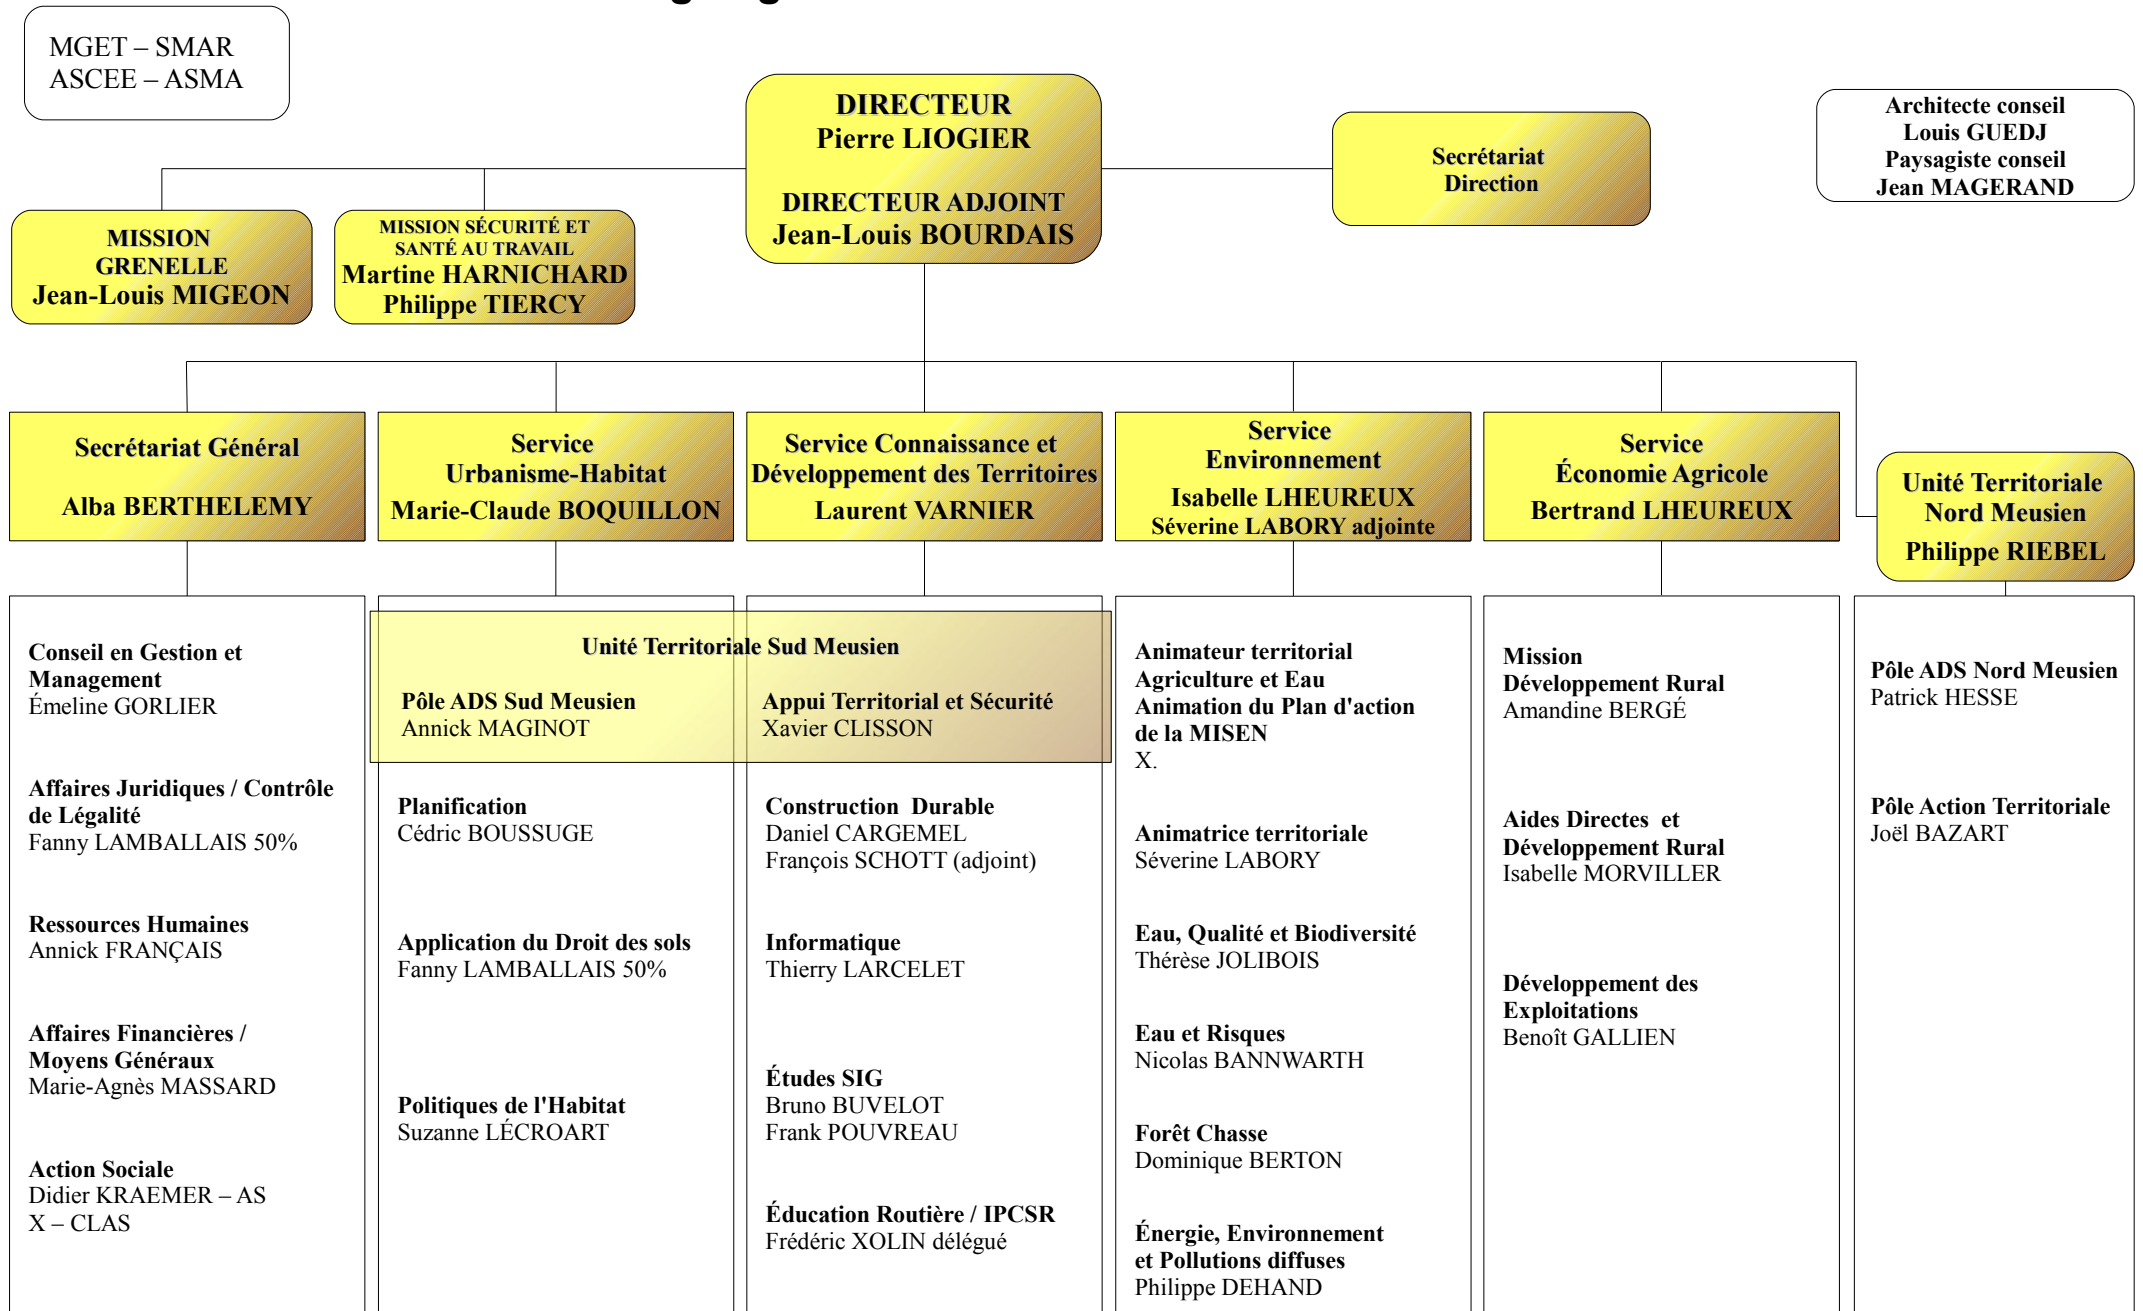 MGET – SMAR
ASCEE – ASMA
DIRECTEUR
Pierre LIOGIER
DIRECTEUR ADJOINT
Jean-Louis BOURDAIS
Secrétariat
Direction
Architecte conseil
Louis GUEDJ
Paysagiste conseil
Jean MAGERAND
MISSION
GRENELLE
Jean-Louis MIGEON
MISSION SÉCURITÉ ET
SANTÉ AU TRAVAIL
Martine HARNICHARD
Philippe TIERCY
Secrétariat Général
Alba BERTHELEMY
Service
Urbanisme-Habitat
Marie-Claude BOQUILLON
Service Connaissance et
Développement des Territoires
Laurent VARNIER
Service
Environnement
Isabelle LHEUREUX
Séverine LABORY adjointe
Service
Économie Agricole
Bertrand LHEUREUX
Unité Territoriale
Nord Meusien
Philippe RIEBEL
Conseil en Gestion et
Management
Émeline GORLIER
Affaires Juridiques / Contrôle
de Légalité
Fanny LAMBALLAIS 50%
Ressources Humaines
Annick FRANÇAIS
Affaires Financières /
Moyens Généraux
Marie-Agnès MASSARD
Action Sociale
Didier KRAEMER – AS
X – CLAS
Unité Territoriale Sud Meusien
Pôle ADS Sud Meusien
Annick MAGINOT
Appui Territorial et Sécurité
Xavier CLISSON
Planification
Cédric BOUSSUGE
Application du Droit des sols
Fanny LAMBALLAIS 50%
Politiques de l'Habitat
Suzanne LÉCROART
Construction Durable
Daniel CARGEMEL
François SCHOTT (adjoint)
Informatique
Thierry LARCELET
Études SIG
Bruno BUVELOT
Frank POUVREAU
Éducation Routière / IPCSR
Frédéric XOLIN délégué
Animateur territorial
Agriculture et Eau
Animation du Plan d'action
de la MISEN
X.
Animatrice territoriale
Séverine LABORY
Eau, Qualité et Biodiversité
Thérèse JOLIBOIS
Eau et Risques
Nicolas BANNWARTH
Forêt Chasse
Dominique BERTON
Énergie, Environnement
et Pollutions diffuses
Philippe DEHAND
Mission
Développement Rural
Amandine BERGÉ
Aides Directes et
Développement Rural
Isabelle MORVILLER
Développement des
Exploitations
Benoît GALLIEN
Pôle ADS Nord Meusien
Patrick HESSE
Pôle Action Territoriale
Joël BAZART